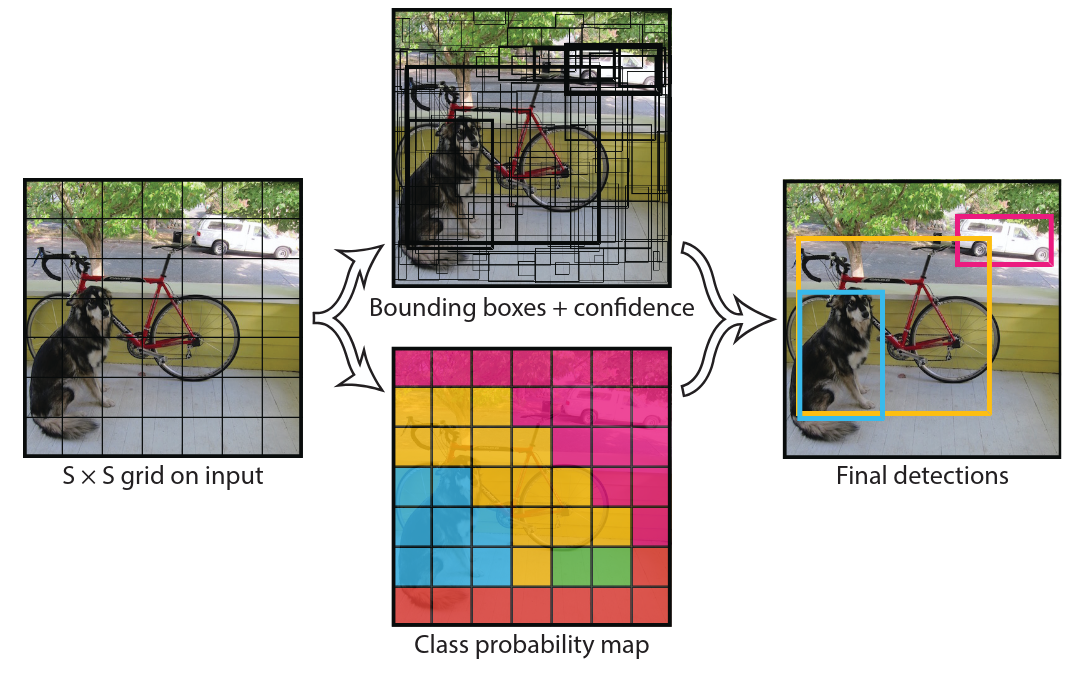 S × S grid on input
Bounding boxes + confidence
Class probability map
Final detections